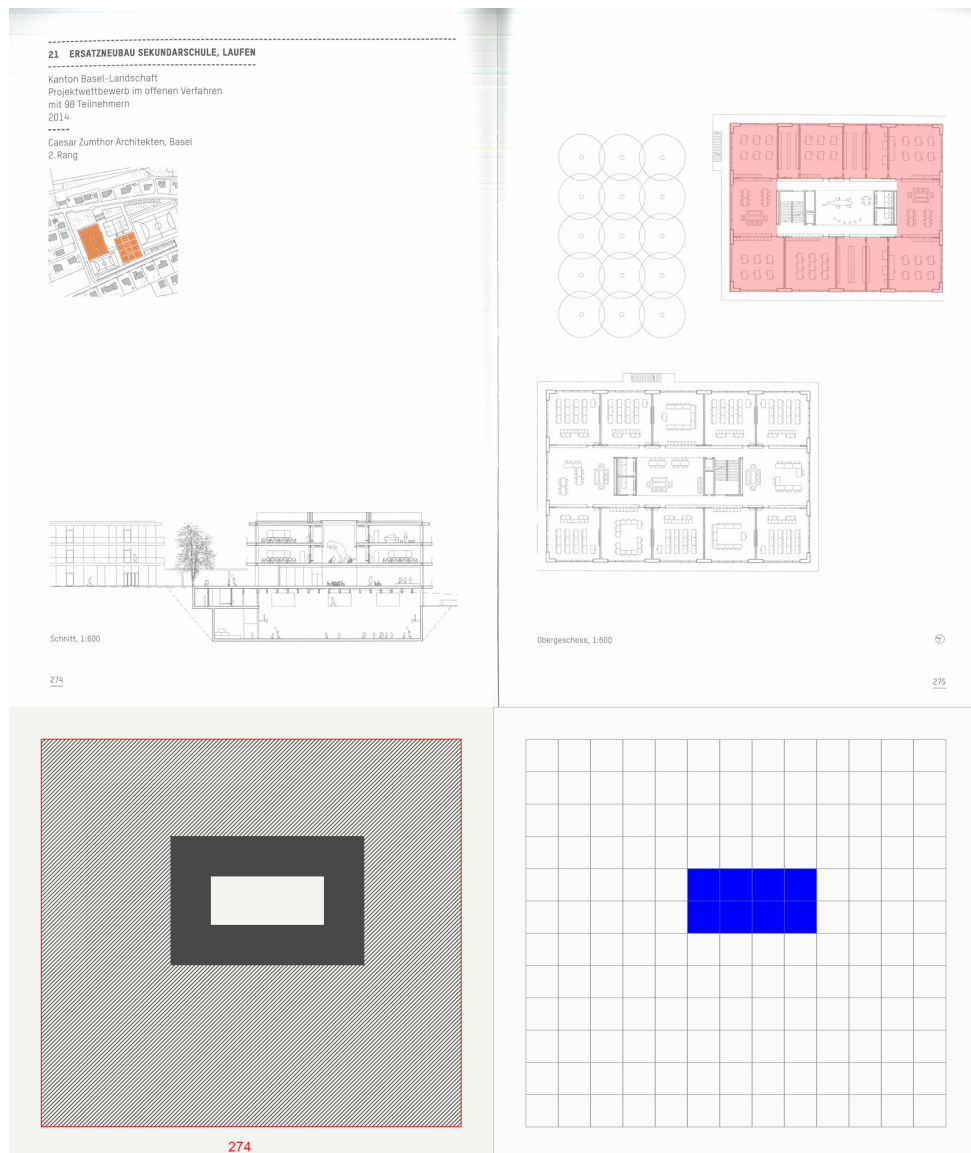 21 ERSATZNEUBAU SEKUNDARSCHULE, LAUFEN
Kanton Basel-Landschaft
Projektwettbewerb im offenen Verfahren
mit 98 Teilnehmern
2014
Caesar Zumthor Architekten, Basel
2. Rang
Schnitt, 1:600
Obergeschoss, 1:600
274
275
274